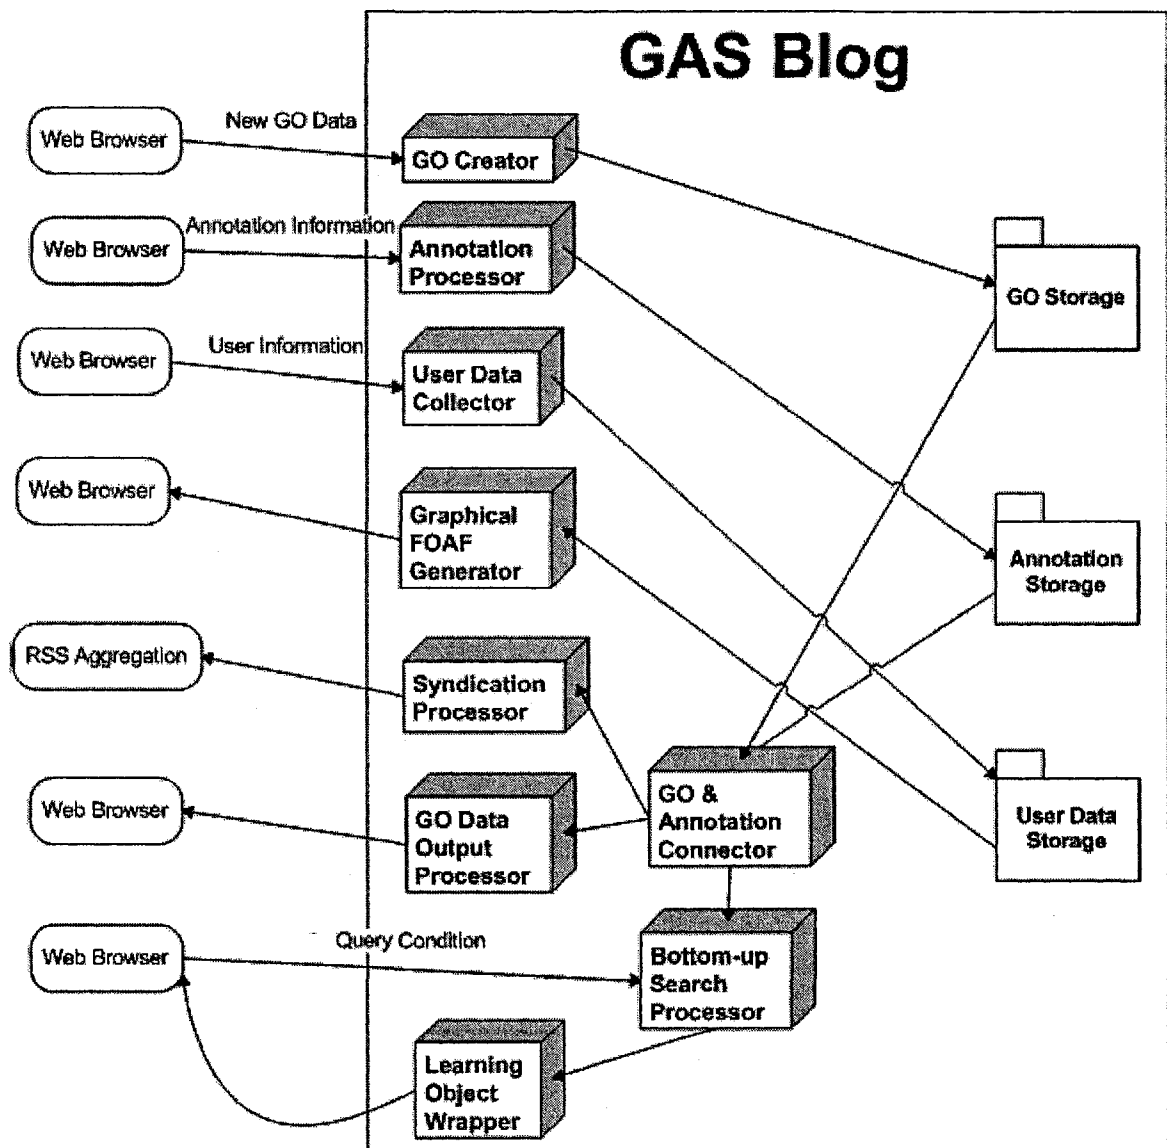 GAS Blog
Web Browser
New GO Data
GO Creator
Web Browser
Annotation Information
Annotation
Processor
GO Storage
Web Browser
User Information
User Data
Collector
Web Browser
Graphical
FOAF
Generator
Annotation
Storage
RSS Aggregation
Syndication
Processor
Web Browser
GO Data
Output
Processor
GO &
Annotation
Connector
User Data
Storage
Web Browser
Query Condition
Bottom-up
Search
Processor
Learning
Object
Wrapper